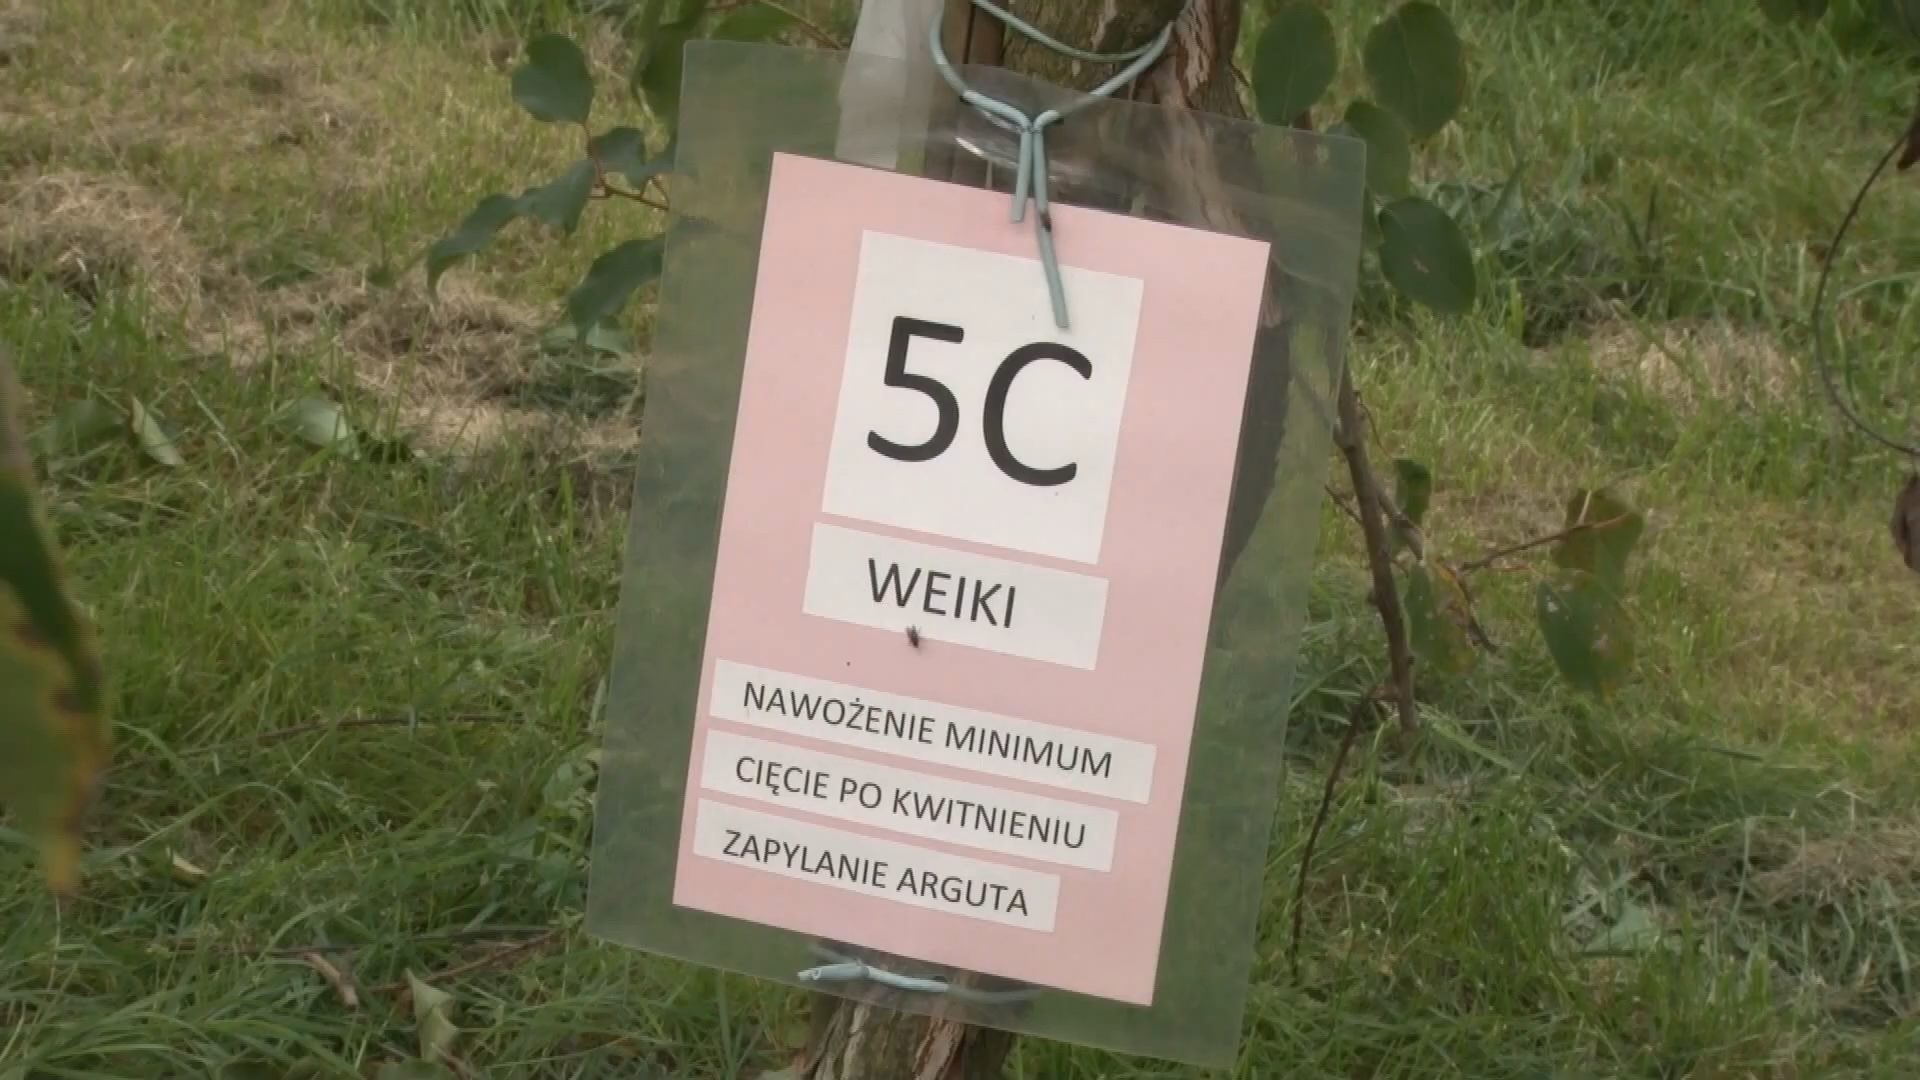 5C
WEIKI
NAWOŻENIE MINIMUM
CIĘCIE PO KWITNIENIU
ZAPYLANIE ARGUTA